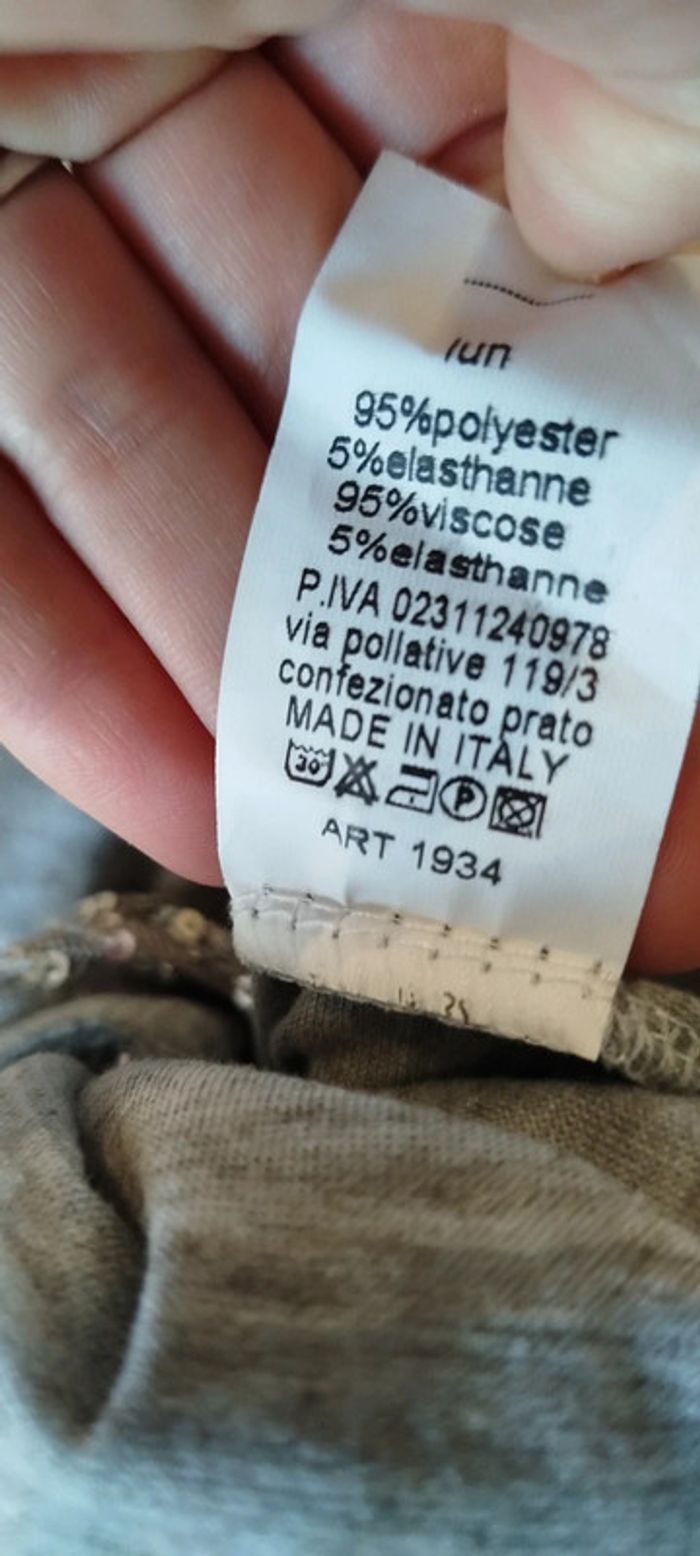 95%polyester
5%elasthanne
95%viscose
5%elasthanne
P.IVA 02311240978
via pollative 119/3
confezionato prato
MADE IN ITALY
30 P
ART 1934